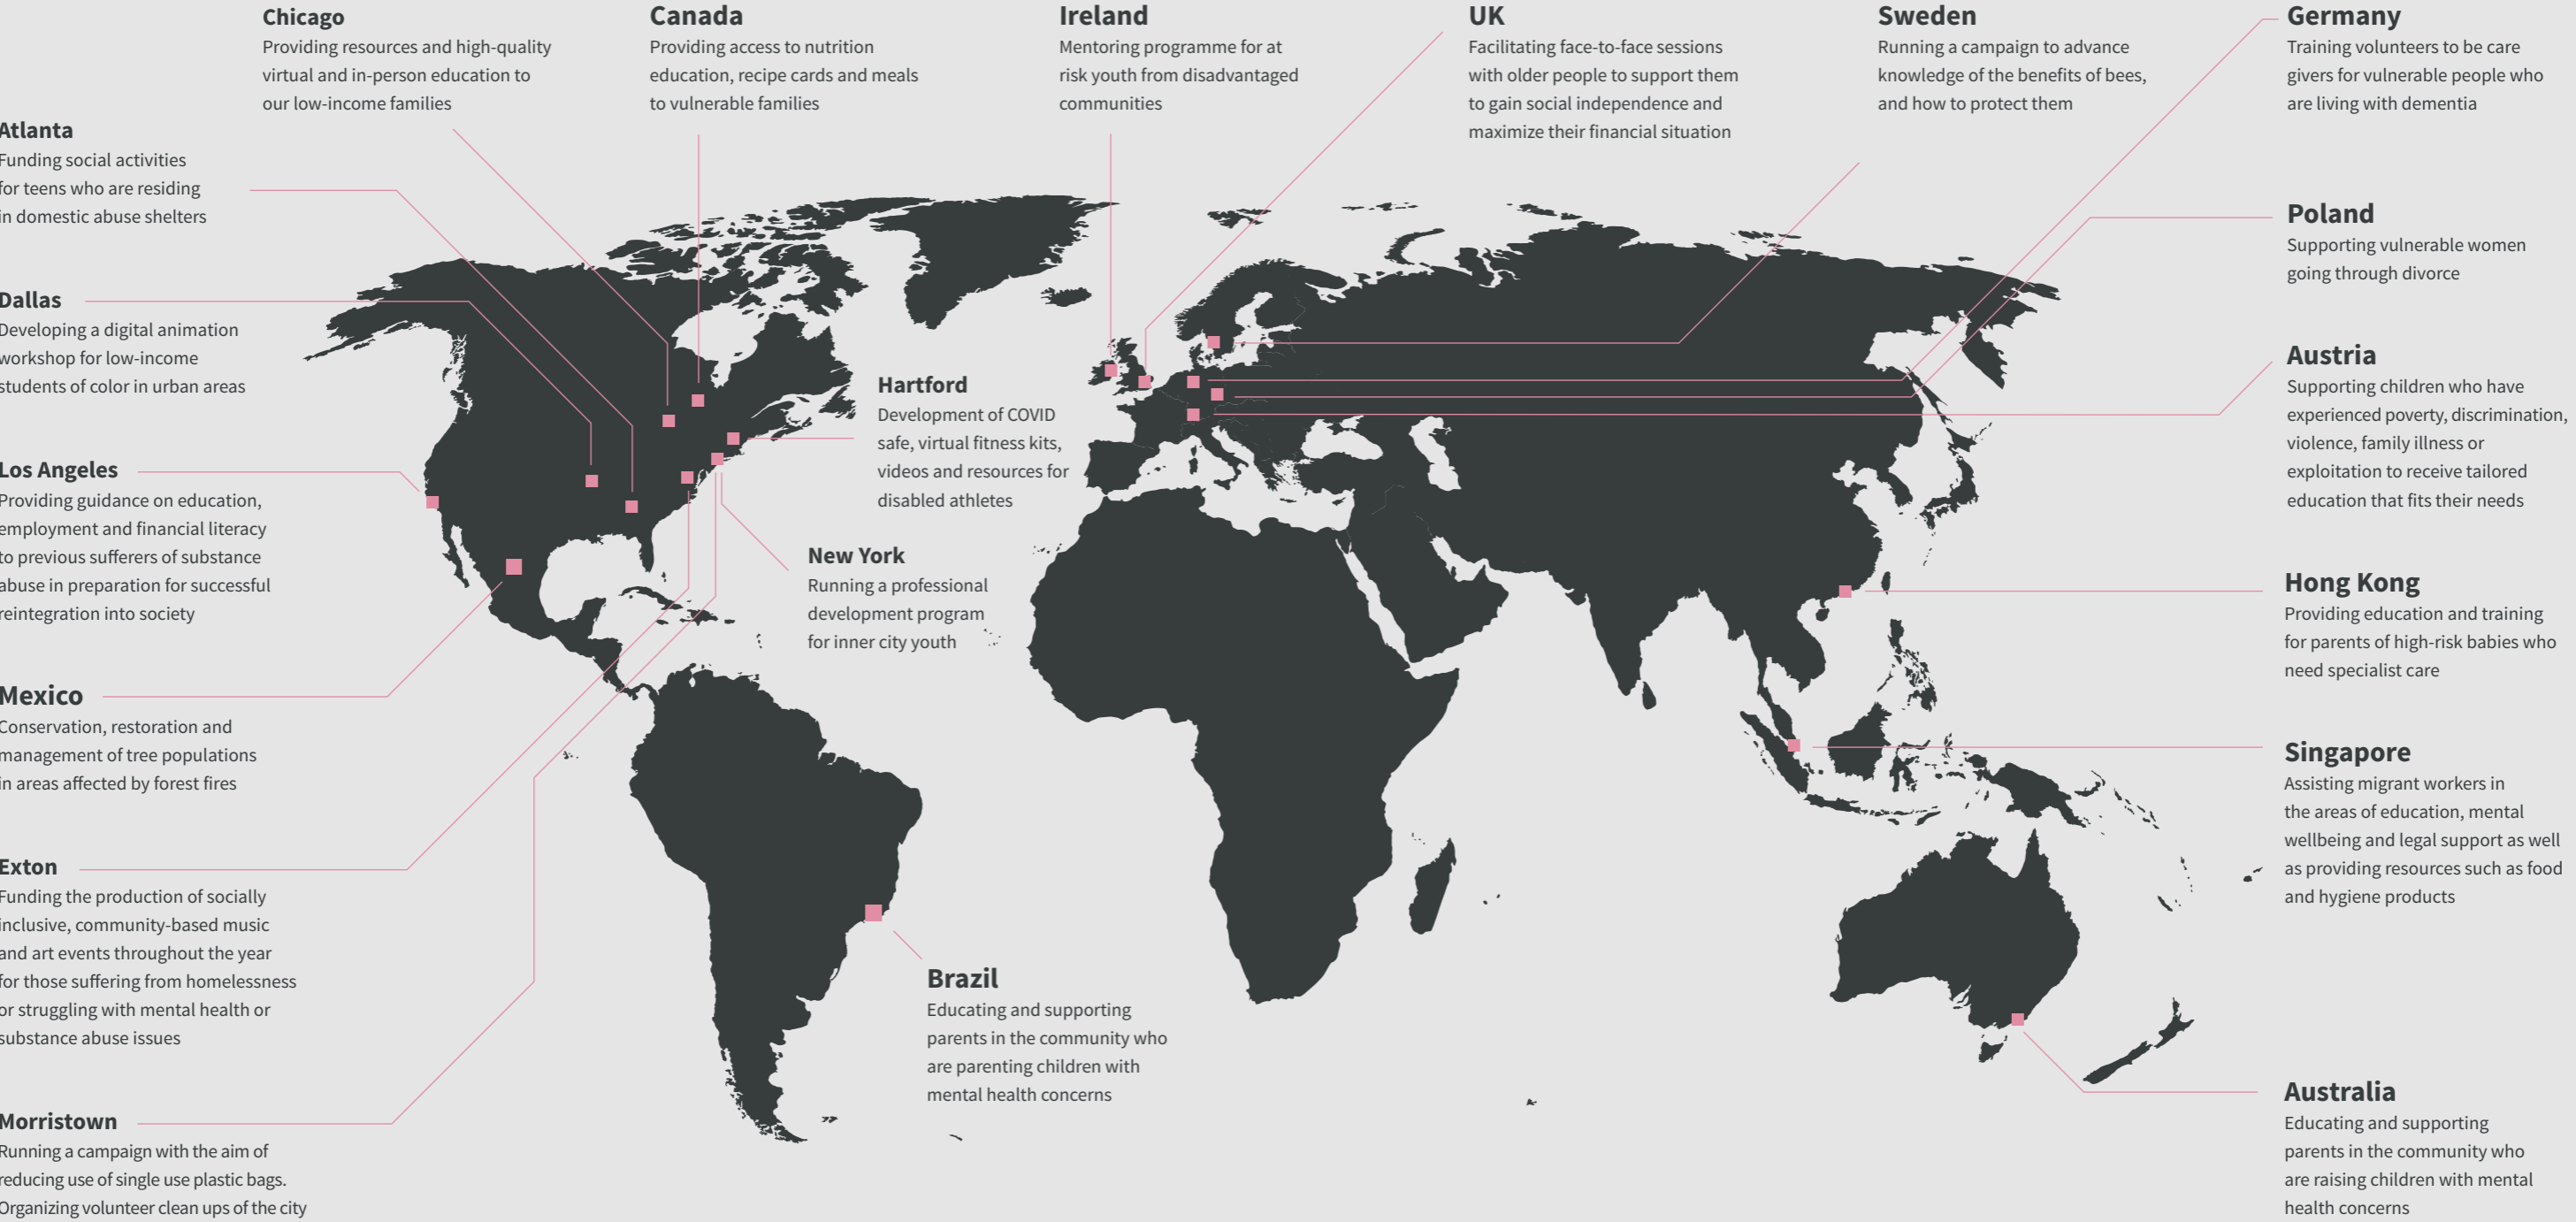 Chicago
Providing resources and high-quality
virtual and in-person education to
our low-income families
Canada
Providing access to nutrition
education, recipe cards and meals
to vulnerable families
Ireland
Mentoring programme for at
risk youth from disadvantaged
communities
UK
Facilitating face-to-face sessions
with older people to support them
to gain social independence and
maximize their financial situation
Sweden
Running a campaign to advance
knowledge of the benefits of bees,
and how to protect them
Germany
Training volunteers to be care
givers for vulnerable people who
are living with dementia
Atlanta
Funding social activities
for teens who are residing
in domestic abuse shelters
Dallas
Developing a digital animation
workshop for low-income
students of color in urban areas
Los Angeles
Providing guidance on education,
employment and financial literacy
to previous sufferers of substance
abuse in preparation for successful
reintegration into society
Mexico
Conservation, restoration and
management of tree populations
in areas affected by forest fires
Exton
Funding the production of socially
inclusive, community-based music
and art events throughout the year
for those suffering from homelessness
or struggling with mental health or
substance abuse issues
Morristown
Running a campaign with the aim of
reducing use of single use plastic bags.
Organizing volunteer clean ups of the city
Hartford
Development of COVID
safe, virtual fitness kits,
videos and resources for
disabled athletes
New York
Running a professional
development program
for inner city youth
Brazil
Educating and supporting
parents in the community who
are parenting children with
mental health concerns
Poland
Supporting vulnerable women
going through divorce
Austria
Supporting children who have
experienced poverty, discrimination,
violence, family illness or
exploitation to receive tailored
education that fits their needs
Hong Kong
Providing education and training
for parents of high-risk babies who
need specialist care
Singapore
Assisting migrant workers in
the areas of education, mental
wellbeing and legal support as well
as providing resources such as food
and hygiene products
Australia
Educating and supporting
parents in the community who
are raising children with mental
health concerns